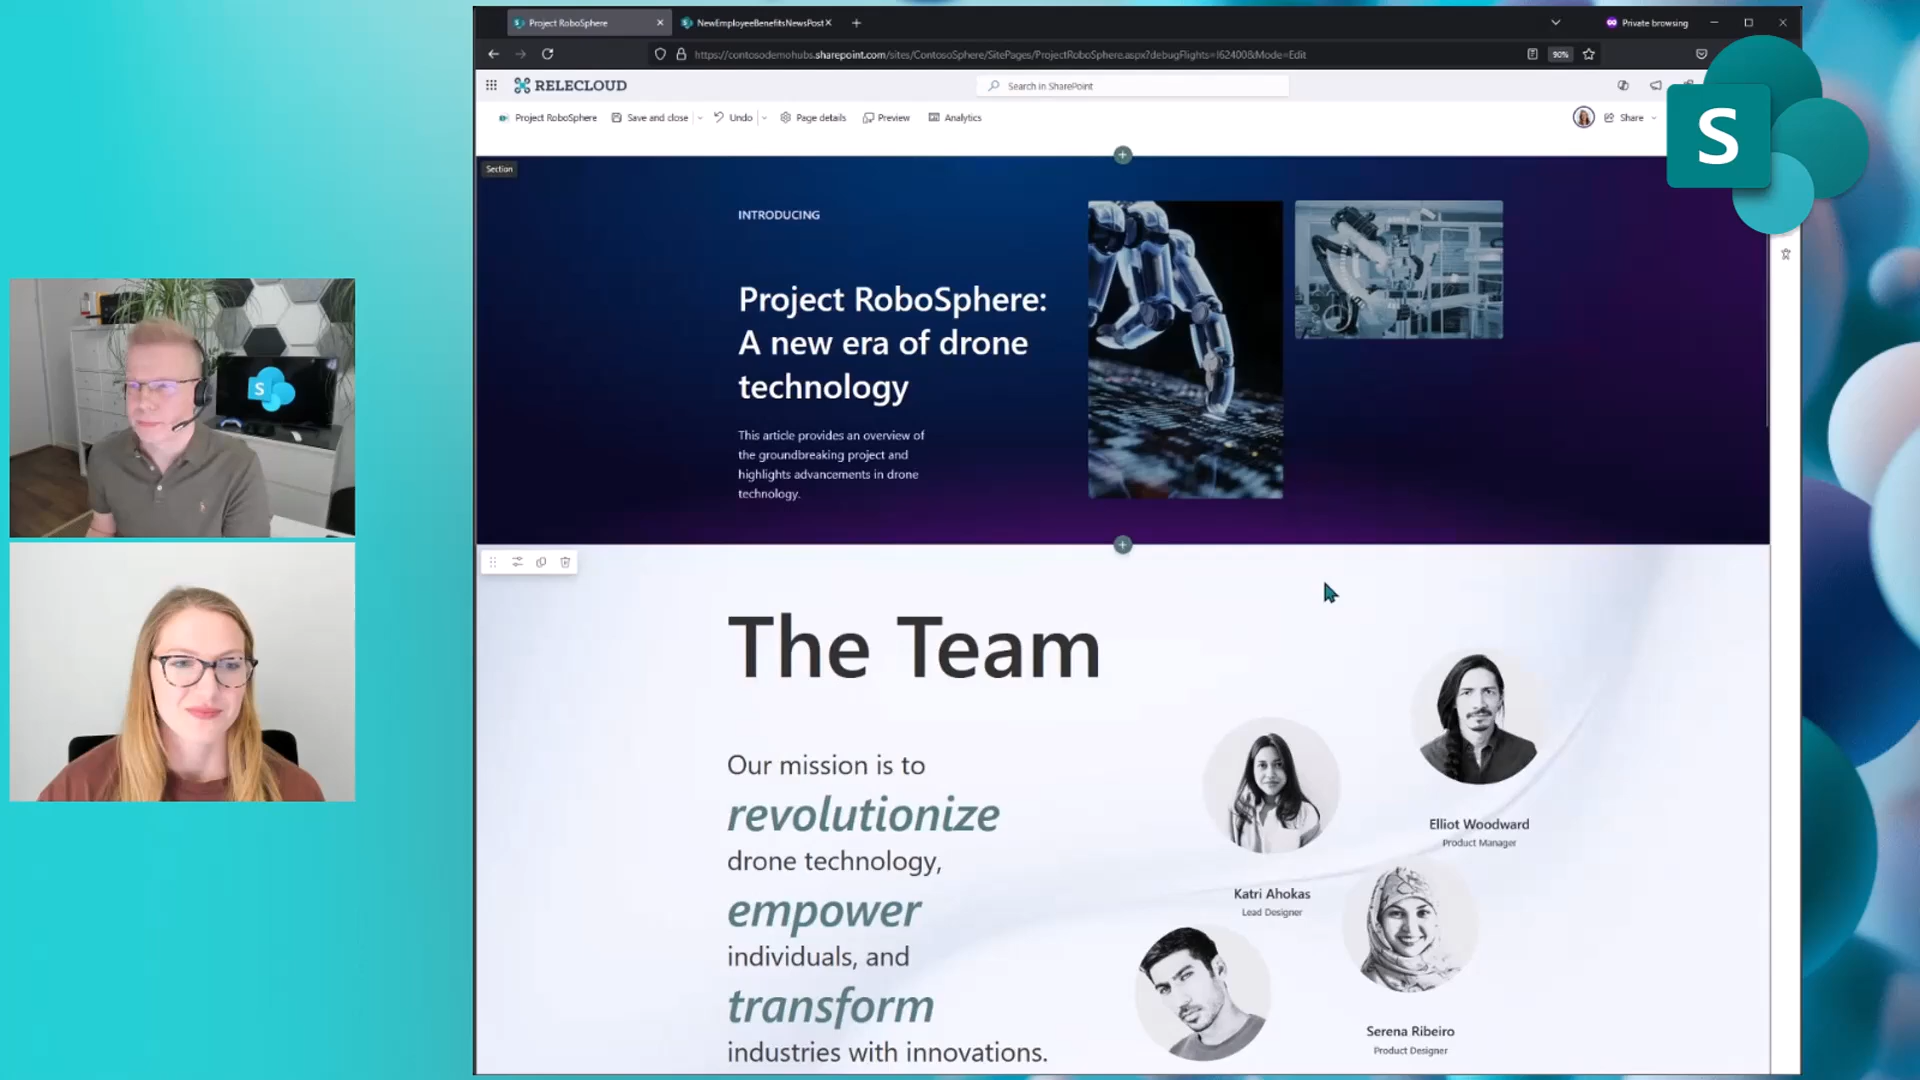 Project RoboSphere
NewEmployeeBenefitsNewsPost
Private browsing
https://contosodemohubs.sharepoint.com/sites/ContosoSphere/SitePages/ProjectRoboSphere.aspx?debugFlights=162400&Mode=Edit
90%
RELECLOUD
Search in SharePoint
Project RoboSphere
Save and close
Undo
Page details
Preview
Analytics
Share
S
Section
INTRODUCING
Project RoboSphere:
A new era of drone
technology
This article provides an overview of
the groundbreaking project and
highlights advancements in drone
technology.
S
The Team
Our mission is to
revolutionize
drone technology,
empower
individuals, and
transform
industries with innovations.
Elliot Woodward
Product Manager
Katri Ahokas
Lead Designer
Serena Ribeiro
Product Designer